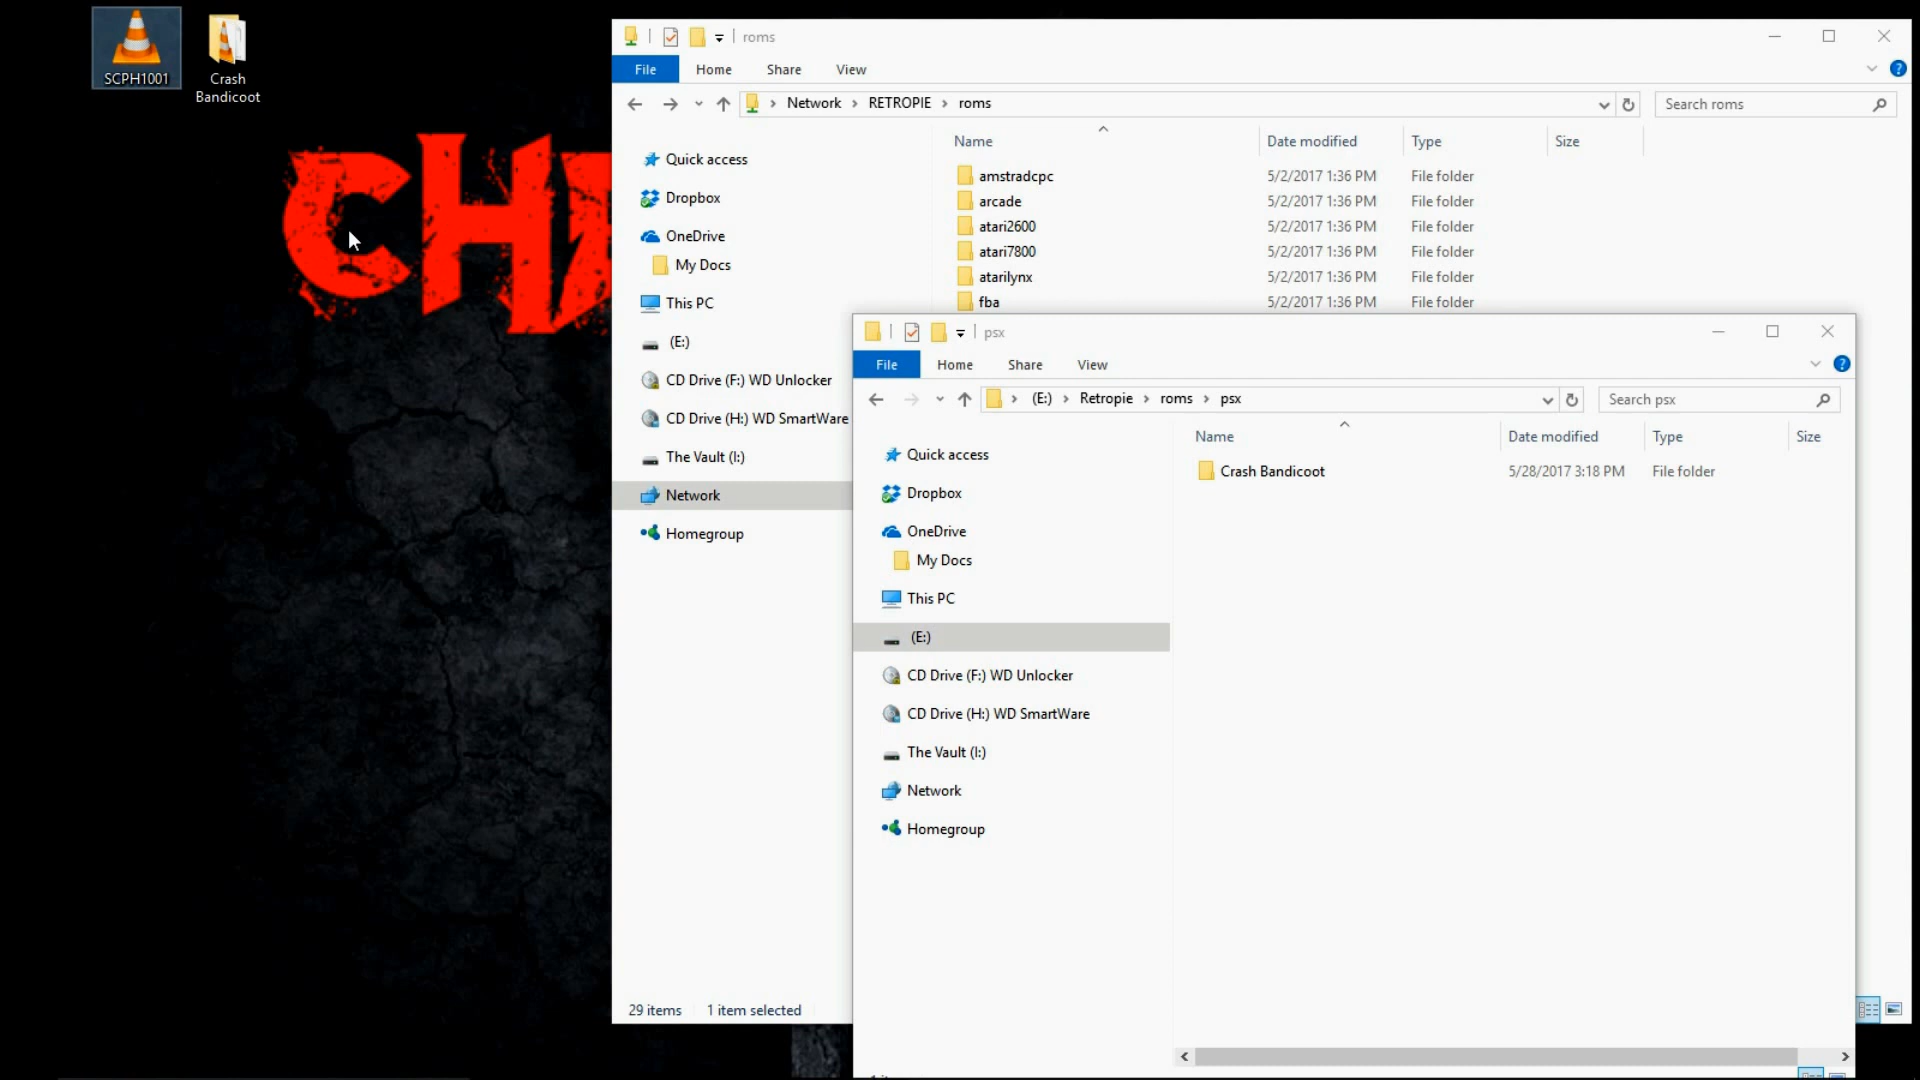 SCPH1001
Crash
Bandicoot
roms
File Home Share View
Network RETROPIE roms
Search roms
Name Date modified Type Size
Quick access
Dropbox
OneDrive
My Docs
This PC
(E:)
CD Drive (F:) WD Unlocker
CD Drive (H:) WD SmartWare
The Vault (I:)
Network
Homegroup
amstradcpc 5/2/2017 1:36 PM File folder
arcade 5/2/2017 1:36 PM File folder
atari2600 5/2/2017 1:36 PM File folder
atari7800 5/2/2017 1:36 PM File folder
atarilynx 5/2/2017 1:36 PM File folder
fba 5/2/2017 1:36 PM File folder
29 items 1 item selected
psx
File Home Share View
(E:) Retropie roms psx
Search psx
Name Date modified Type Size
Quick access
Dropbox
OneDrive
My Docs
This PC
(E:)
CD Drive (F:) WD Unlocker
CD Drive (H:) WD SmartWare
The Vault (I:)
Network
Homegroup
Crash Bandicoot 5/28/2017 3:18 PM File folder